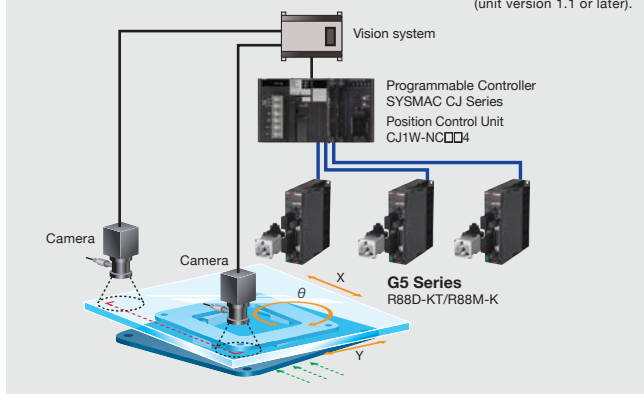 (unit version 1.1 or later).
Vision system
Programmable Controller
SYSMAC CJ Series
Position Control Unit
CJ1W-NC□□4
Camera
Camera
X
θ
G5 Series
R88D-KT/R88M-K
Y